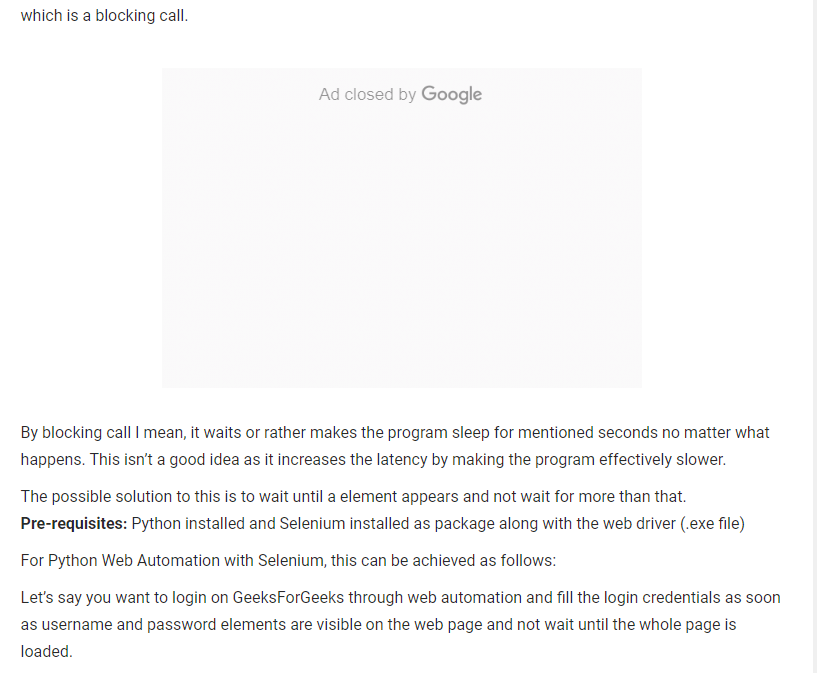 which is a blocking call.
Ad closed by Google
By blocking call I mean, it waits or rather makes the program sleep for mentioned seconds no matter what
happens. This isn't a good idea as it increases the latency by making the program effectively slower.
The possible solution to this is to wait until a element appears and not wait for more than that.
Pre-requisites: Python installed and Selenium installed as package along with the web driver (.exe file)
For Python Web Automation with Selenium, this can be achieved as follows:
Let's say you want to login on GeeksForGeeks through web automation and fill the login credentials as soon
as username and password elements are visible on the web page and not wait until the whole page is
loaded.